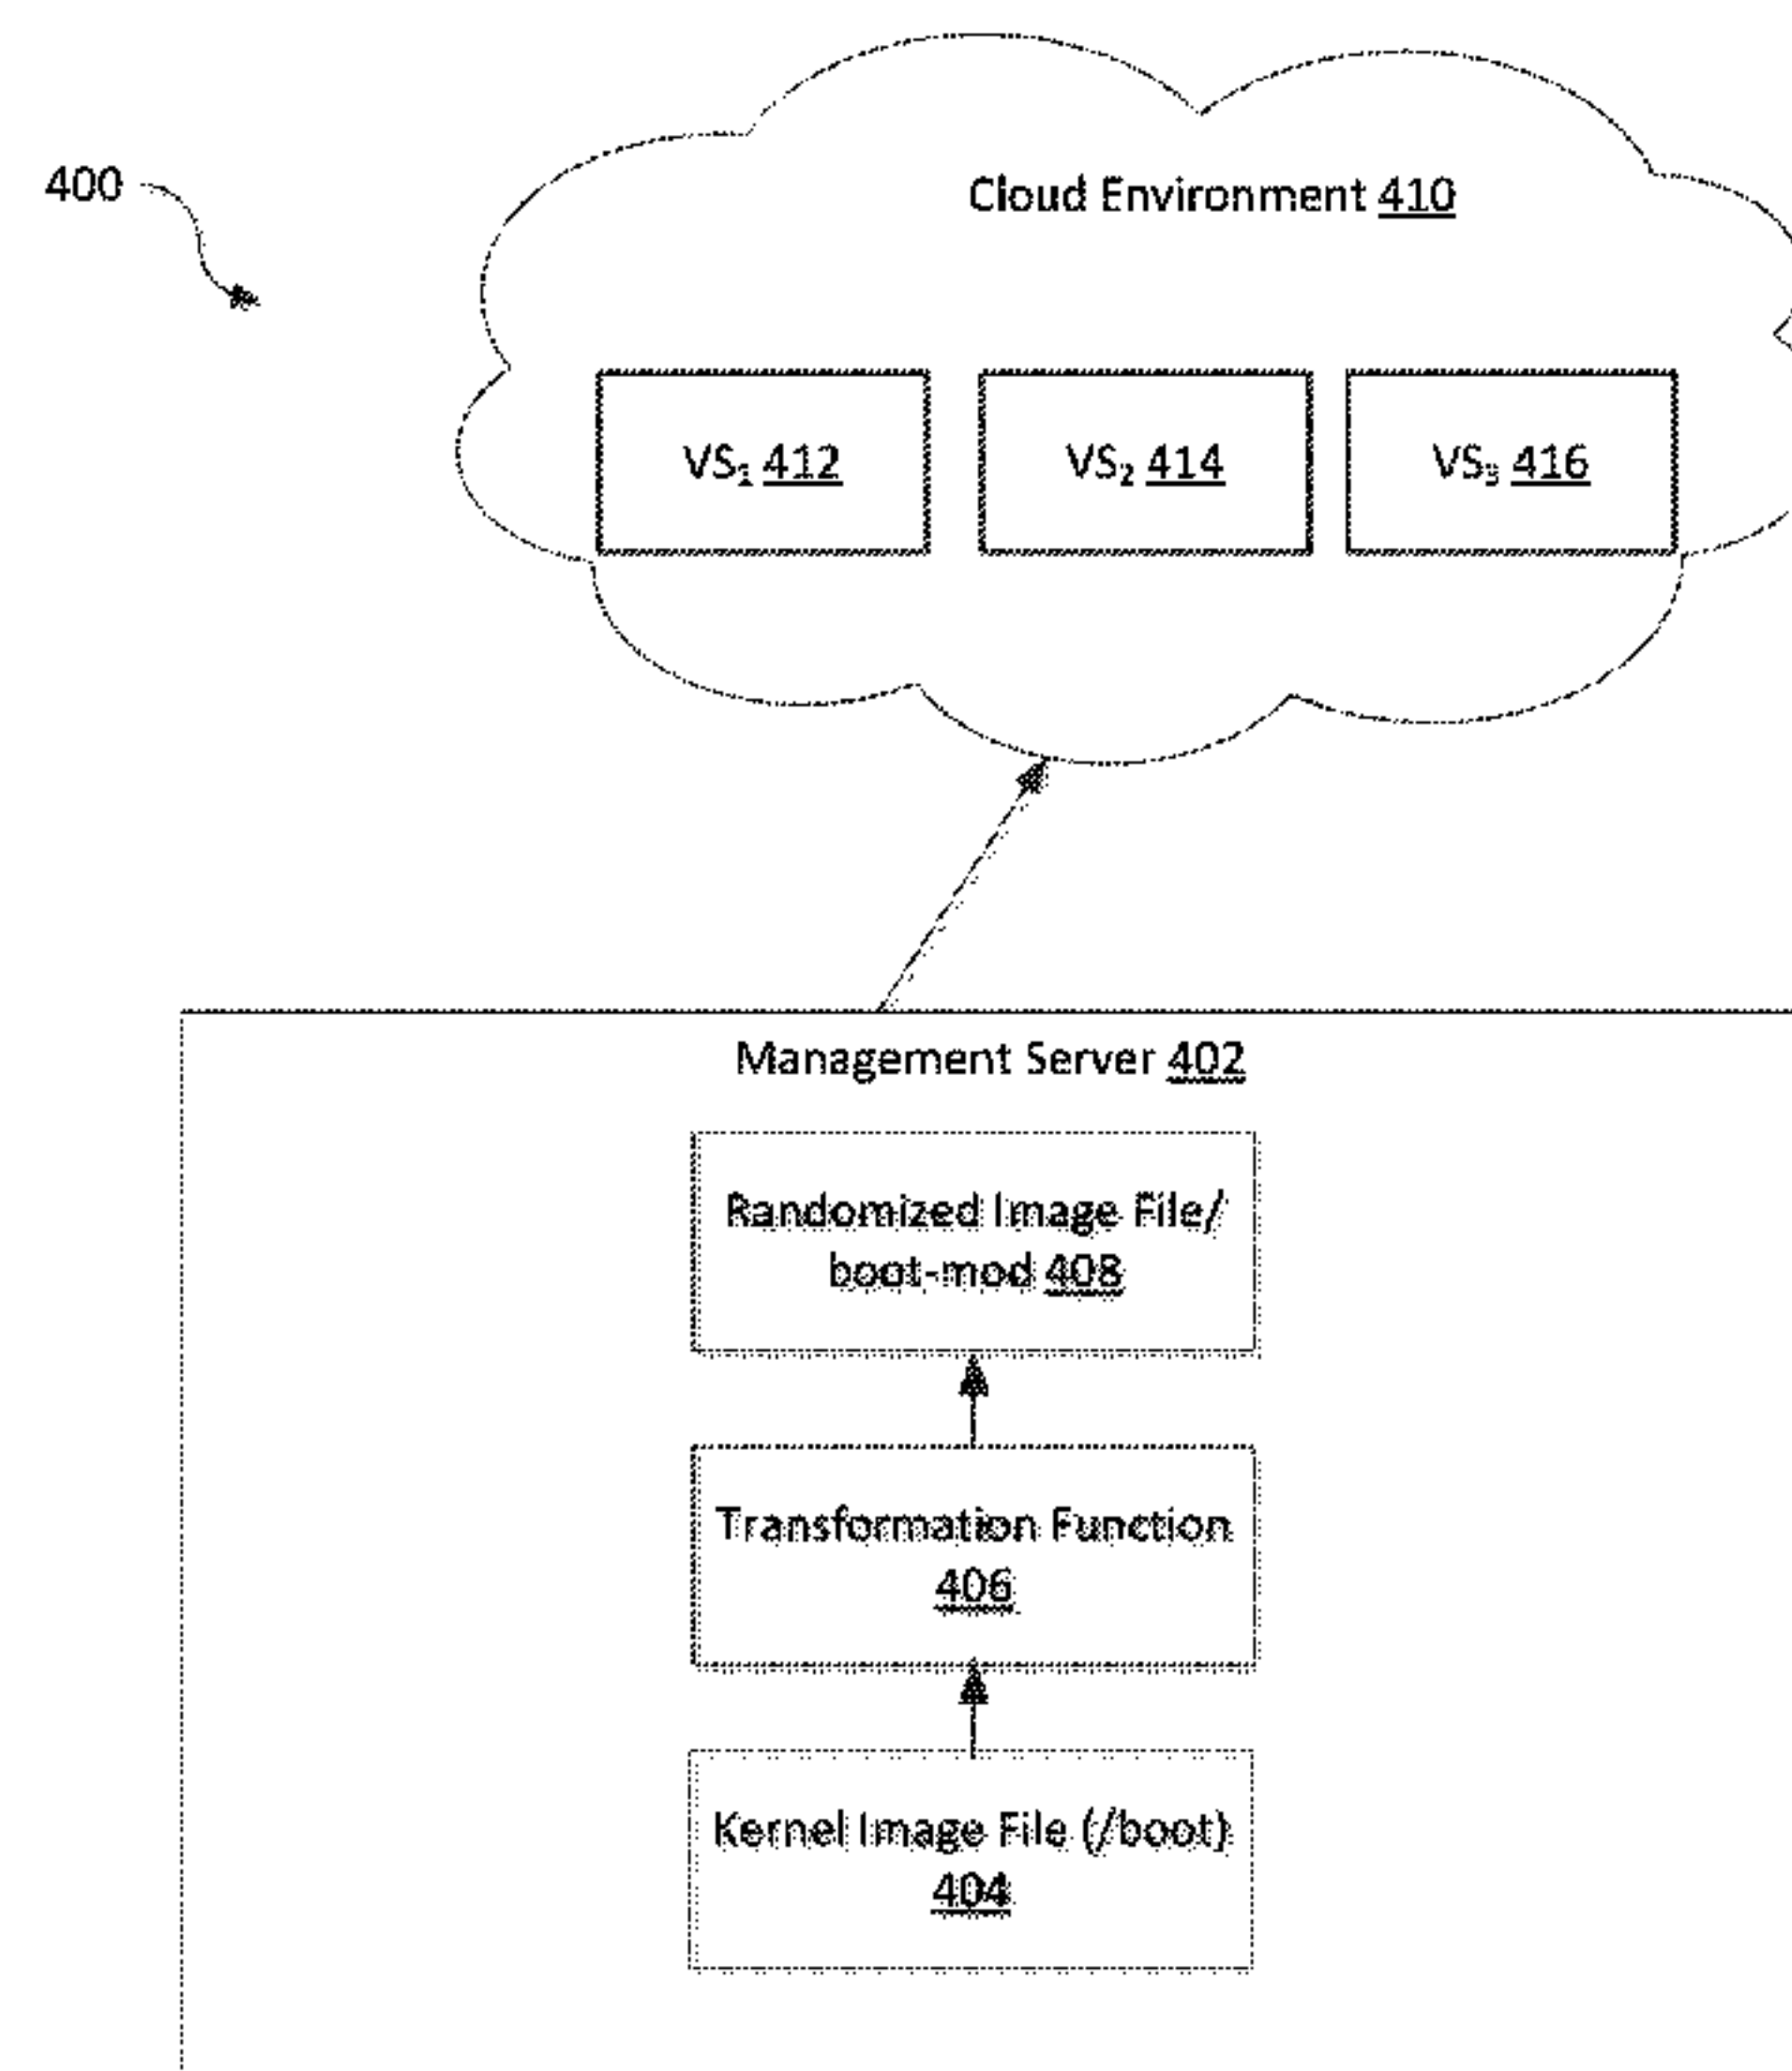 400
Cloud Environment 410
VS₁ 412
VS₂ 414
VS₃ 416
Management Server 402
Randomized Image File/
boot-mod 408
Transformation Function
406
Kernel Image File (/boot)
404